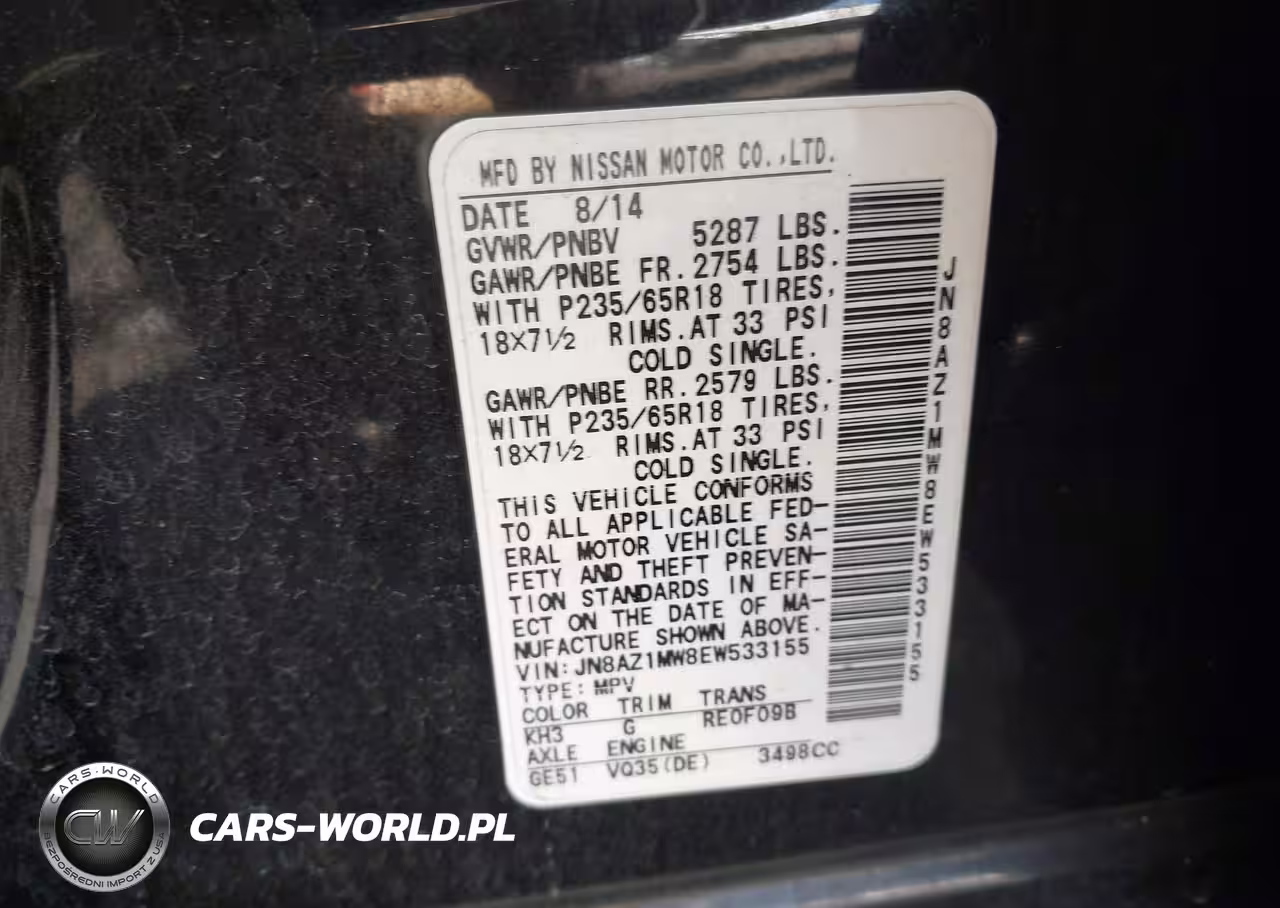 MFD BY NISSAN MOTOR CO.,LTD.
DATE 8/14
GVWR/PNBV 5287 LBS.
GAWR/PNBE FR. 2754 LBS.
WITH P235/65R18 TIRES,
18X7½ RIMS. AT 33 PSI
COLD SINGLE.
GAWR/PNBE RR. 2579 LBS.
WITH P235/65R18 TIRES,
18X7½ RIMS. AT 33 PSI
COLD SINGLE.
THIS VEHICLE CONFORMS
TO ALL APPLICABLE FED-
ERAL MOTOR VEHICLE SA-
FETY AND THEFT PREVEN-
TION STANDARDS IN EFF-
ECT ON THE DATE OF MA-
NUFACTURE SHOWN ABOVE.
VIN:JN8AZ1MW8EW533155
TYPE: MPV
COLOR TRIM TRANS
KH3 G RE0F09B
AXLE ENGINE
GE51 VQ35(DE) 3498CC
JN8AZ1MW8EW533155
CARS-WORLD
CW
BEZPOŚREDNI IMPORT Z USA
CARS-WORLD.PL